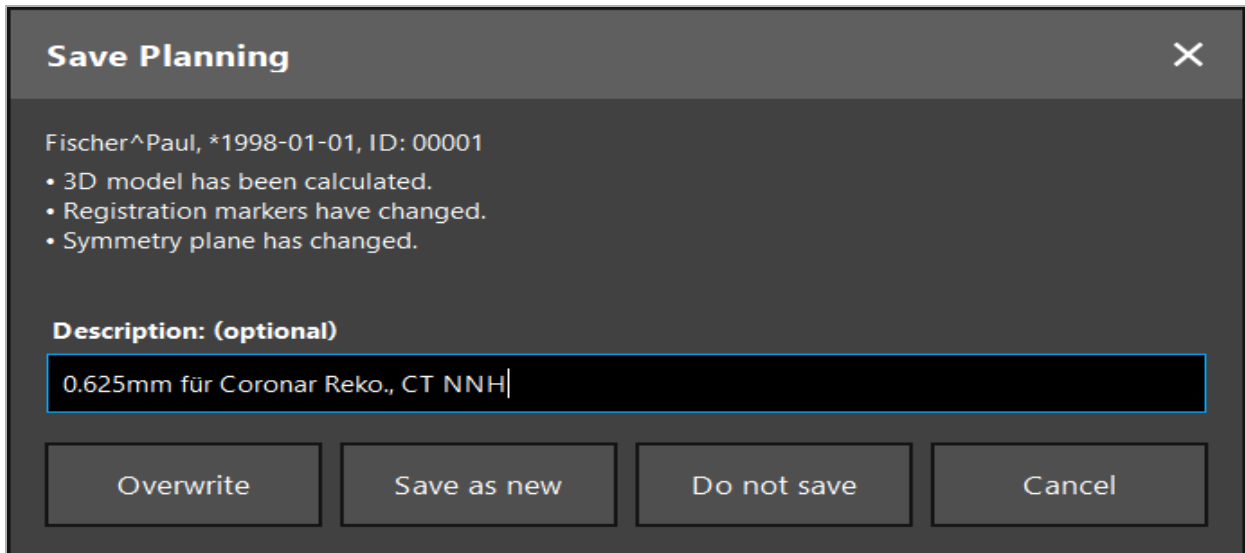 Save Planning
Fischer^Paul, *1998-01-01, ID: 00001
• 3D model has been calculated.
• Registration markers have changed.
• Symmetry plane has changed.
Description: (optional)
0.625mm für Coronar Reko., CT NNH
Overwrite Save as new Do not save Cancel